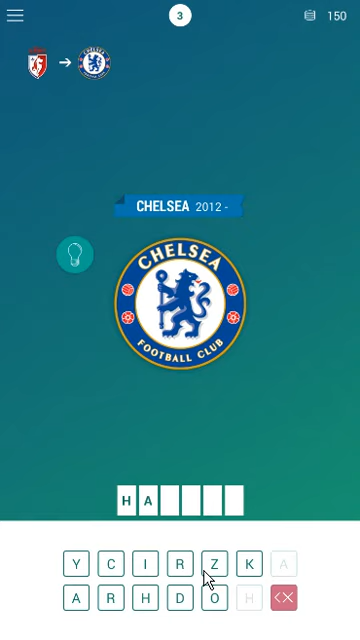 3
150
CHELSEA 2012 -
CHELSEA
FOOTBALL CLUB
H A
Y C I R Z K A
A R H D O H